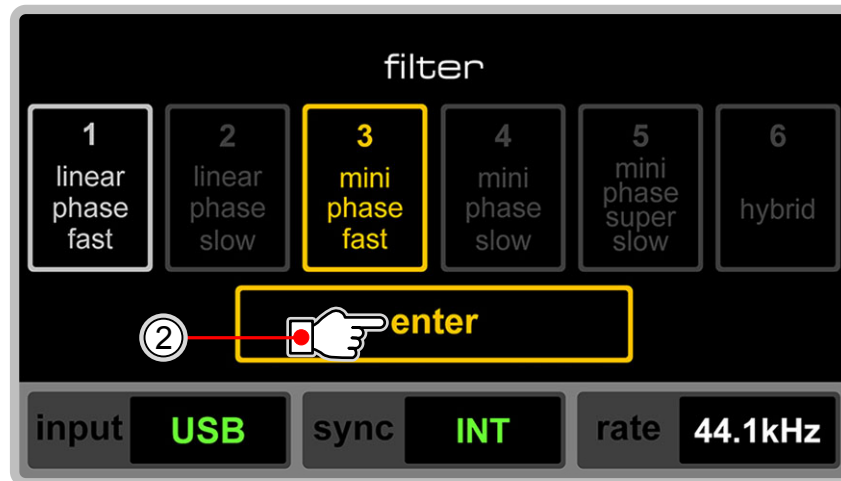 filter
1
linear
phase
fast
2
linear
phase
slow
3
mini
phase
fast
4
mini
phase
slow
5
mini
phase
super
slow
6
hybrid
2
enter
input USB sync INT rate 44.1kHz